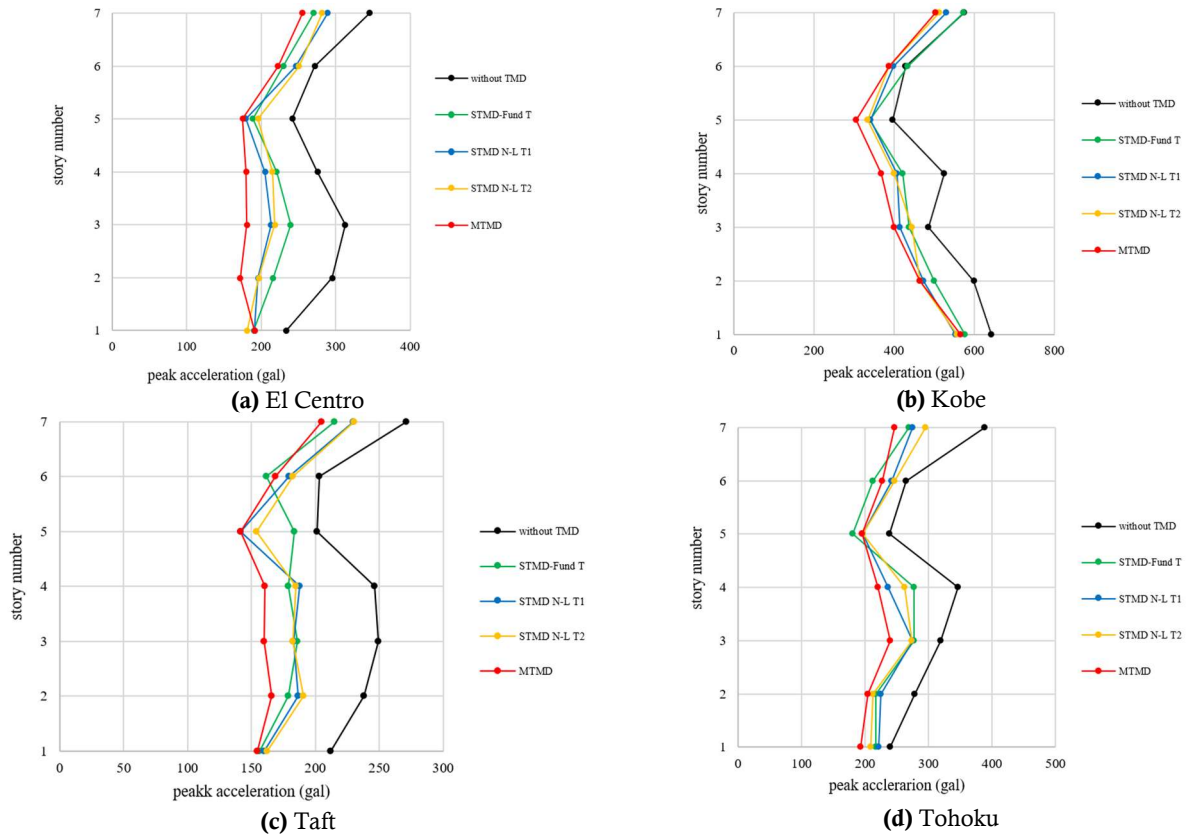 7
6
5
4
3
2
1
story number
0 100 200 300 400
peak acceleration (gal)
without TMD
STMD-Fund T
STMD N-L T1
STMD N-L T2
MTMD
(a) El Centro
7
6
5
4
3
2
1
story number
0 200 400 600 800
peak acceleration (gal)
without TMD
STMD-Fund T
STMD N-L T1
STMD N-L T2
MTMD
(b) Kobe
7
6
5
4
3
2
1
story number
0 50 100 150 200 250 300
peakk acceleration (gal)
without TMD
STMD-Fund T
STMD N-L T1
STMD N-L T2
MTMD
(c) Taft
7
6
5
4
3
2
1
story number
0 100 200 300 400 500
peak accelerarion (gal)
without TMD
STMD-Fund T
STMD N-L T1
STMD N-L T2
MTMD
(d) Tohoku